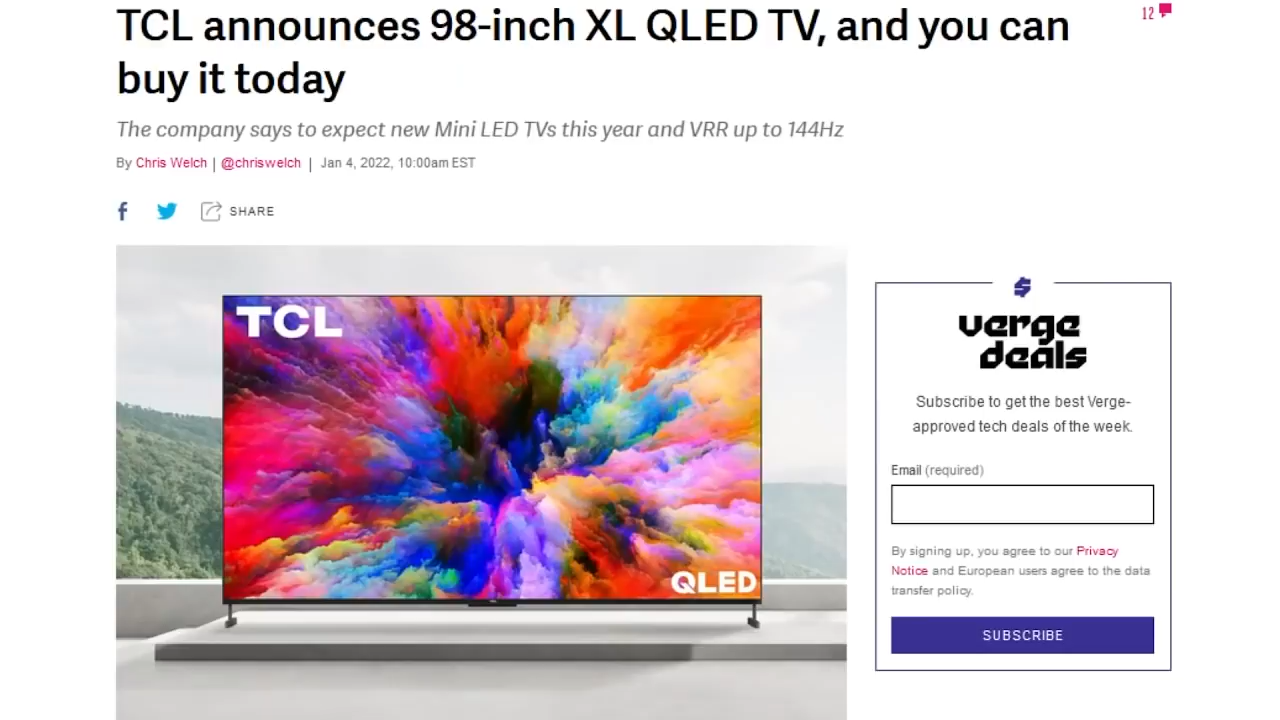 TCL announces 98-inch XL QLED TV, and you can
buy it today
12
The company says to expect new Mini LED TVs this year and VRR up to 144Hz
By Chris Welch | @chriswelch | Jan 4, 2022, 10:00am EST
SHARE
TCL
QLED
$
verge
deals
Subscribe to get the best Verge-
approved tech deals of the week.
Email (required)
By signing up, you agree to our Privacy
Notice and European users agree to the data
transfer policy.
SUBSCRIBE